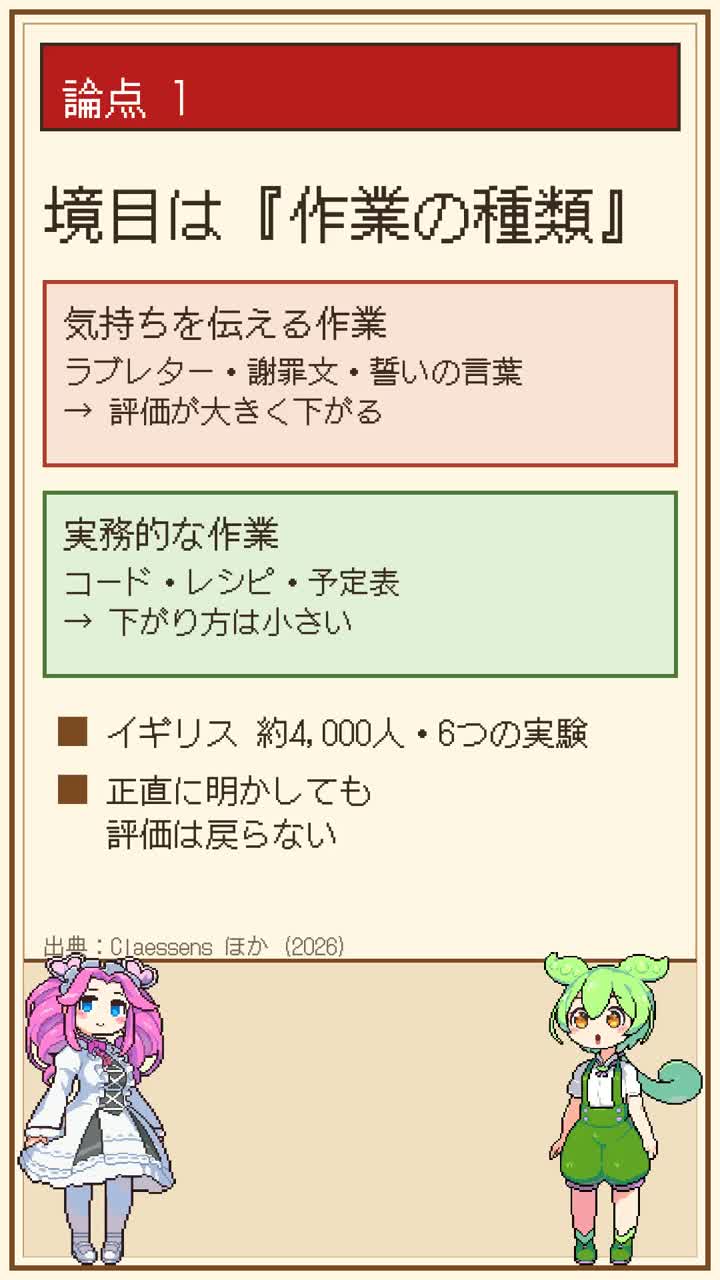 論点 1
境目は『作業の種類』
気持ちを伝える作業
ラブレター・謝罪文・誓いの言葉
→ 評価が大きく下がる
実務的な作業
コード・レシピ・予定表
→ 下がり方は小さい
■ イギリス 約4,000人・6つの実験
■ 正直に明かしても
評価は戻らない
出典：Claessens ほか (2026)